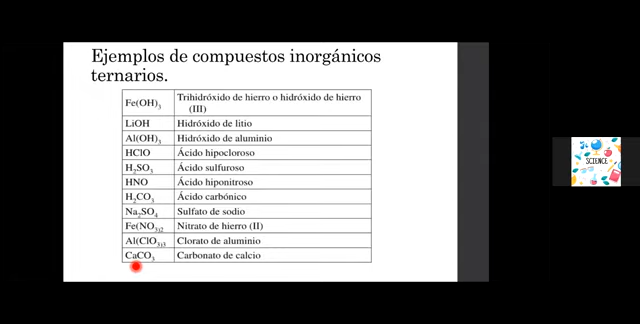 Ejemplos de compuestos inorgánicos
ternarios.
Fe(OH)₃ Trihidróxido de hierro o hidróxido de hierro
(III)
LiOH Hidróxido de litio
Al(OH)₃ Hidróxido de aluminio
HClO Ácido hipocloroso
H₂SO₃ Ácido sulfuroso
HNO Ácido hiponitroso
H₂CO₃ Ácido carbónico
Na₂SO₄ Sulfato de sodio
Fe(NO₃)₂ Nitrato de hierro (II)
Al(ClO₃)₃ Clorato de aluminio
CaCO₃ Carbonato de calcio
SCIENCE